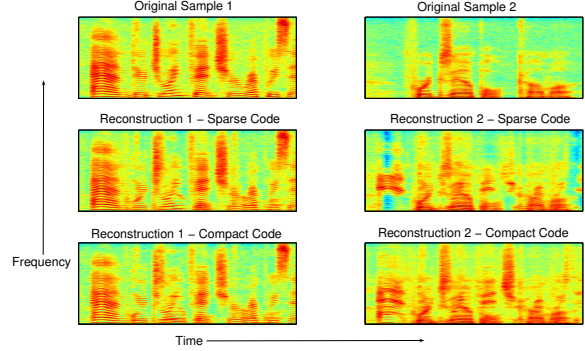 Original Sample 1
Original Sample 2
Reconstruction 1 – Sparse Code
Reconstruction 2 – Sparse Code
Reconstruction 1 – Compact Code
Reconstruction 2 – Compact Code
Frequency
Time